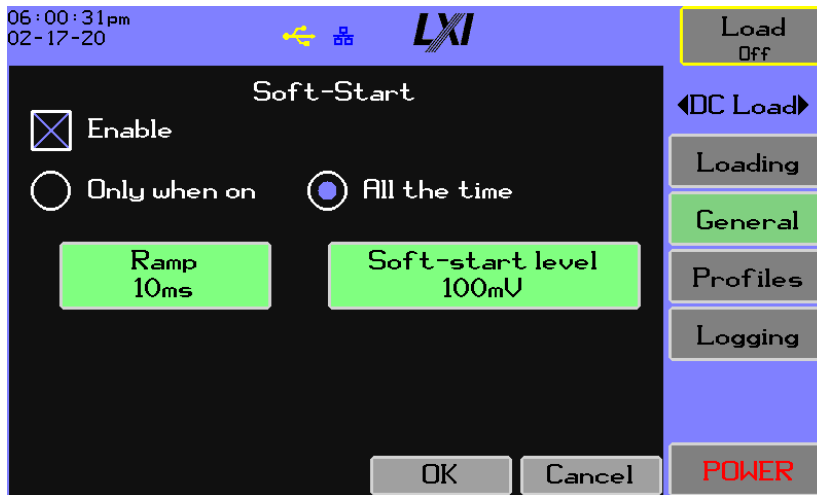 06:00:31pm
02-17-20
LXI
Load
Off
Soft-Start
◀DC Load▶
Enable
Loading
Only when on
All the time
General
Ramp
10ms
Soft-start level
100mV
Profiles
Logging
OK
Cancel
POWER